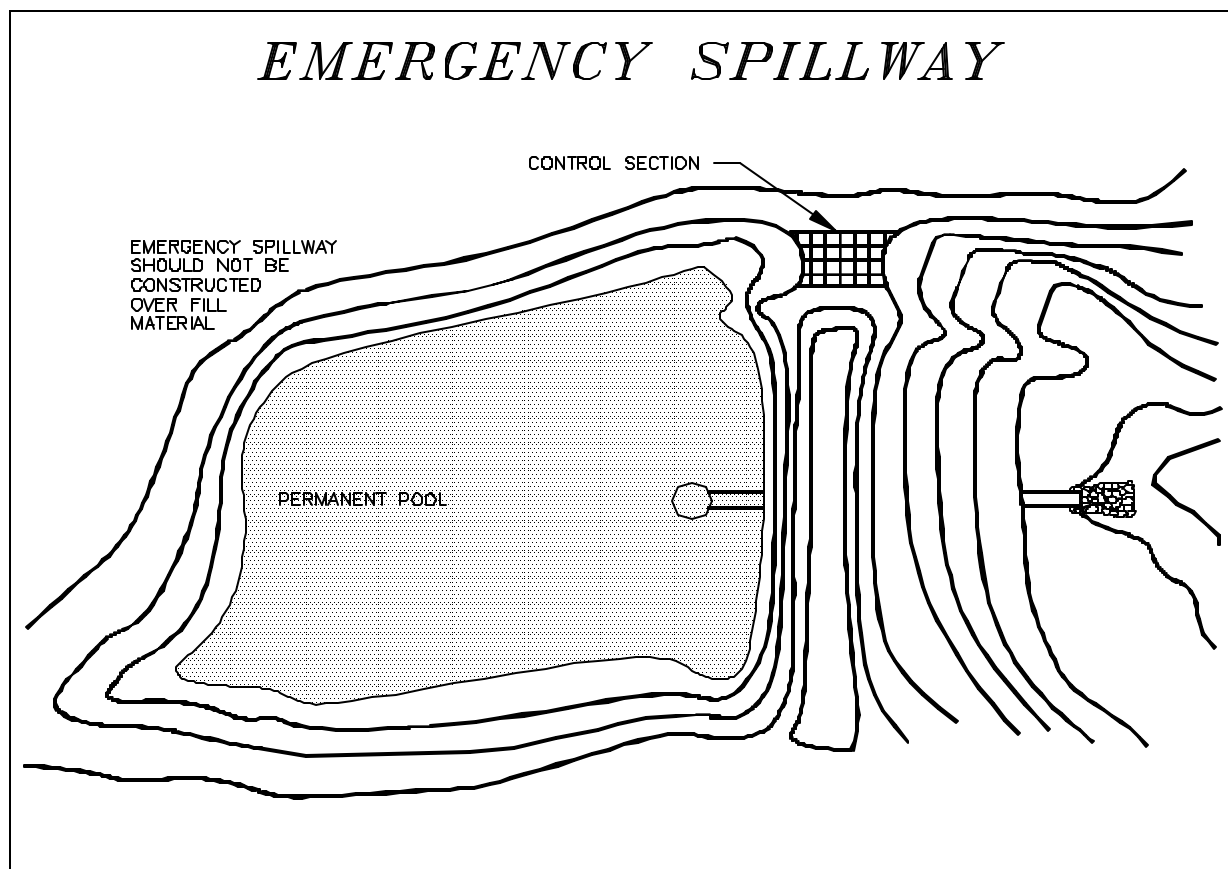 EMERGENCY SPILLWAY
CONTROL SECTION
EMERGENCY SPILLWAY
SHOULD NOT BE
CONSTRUCTED
OVER FILL
MATERIAL
PERMANENT POOL